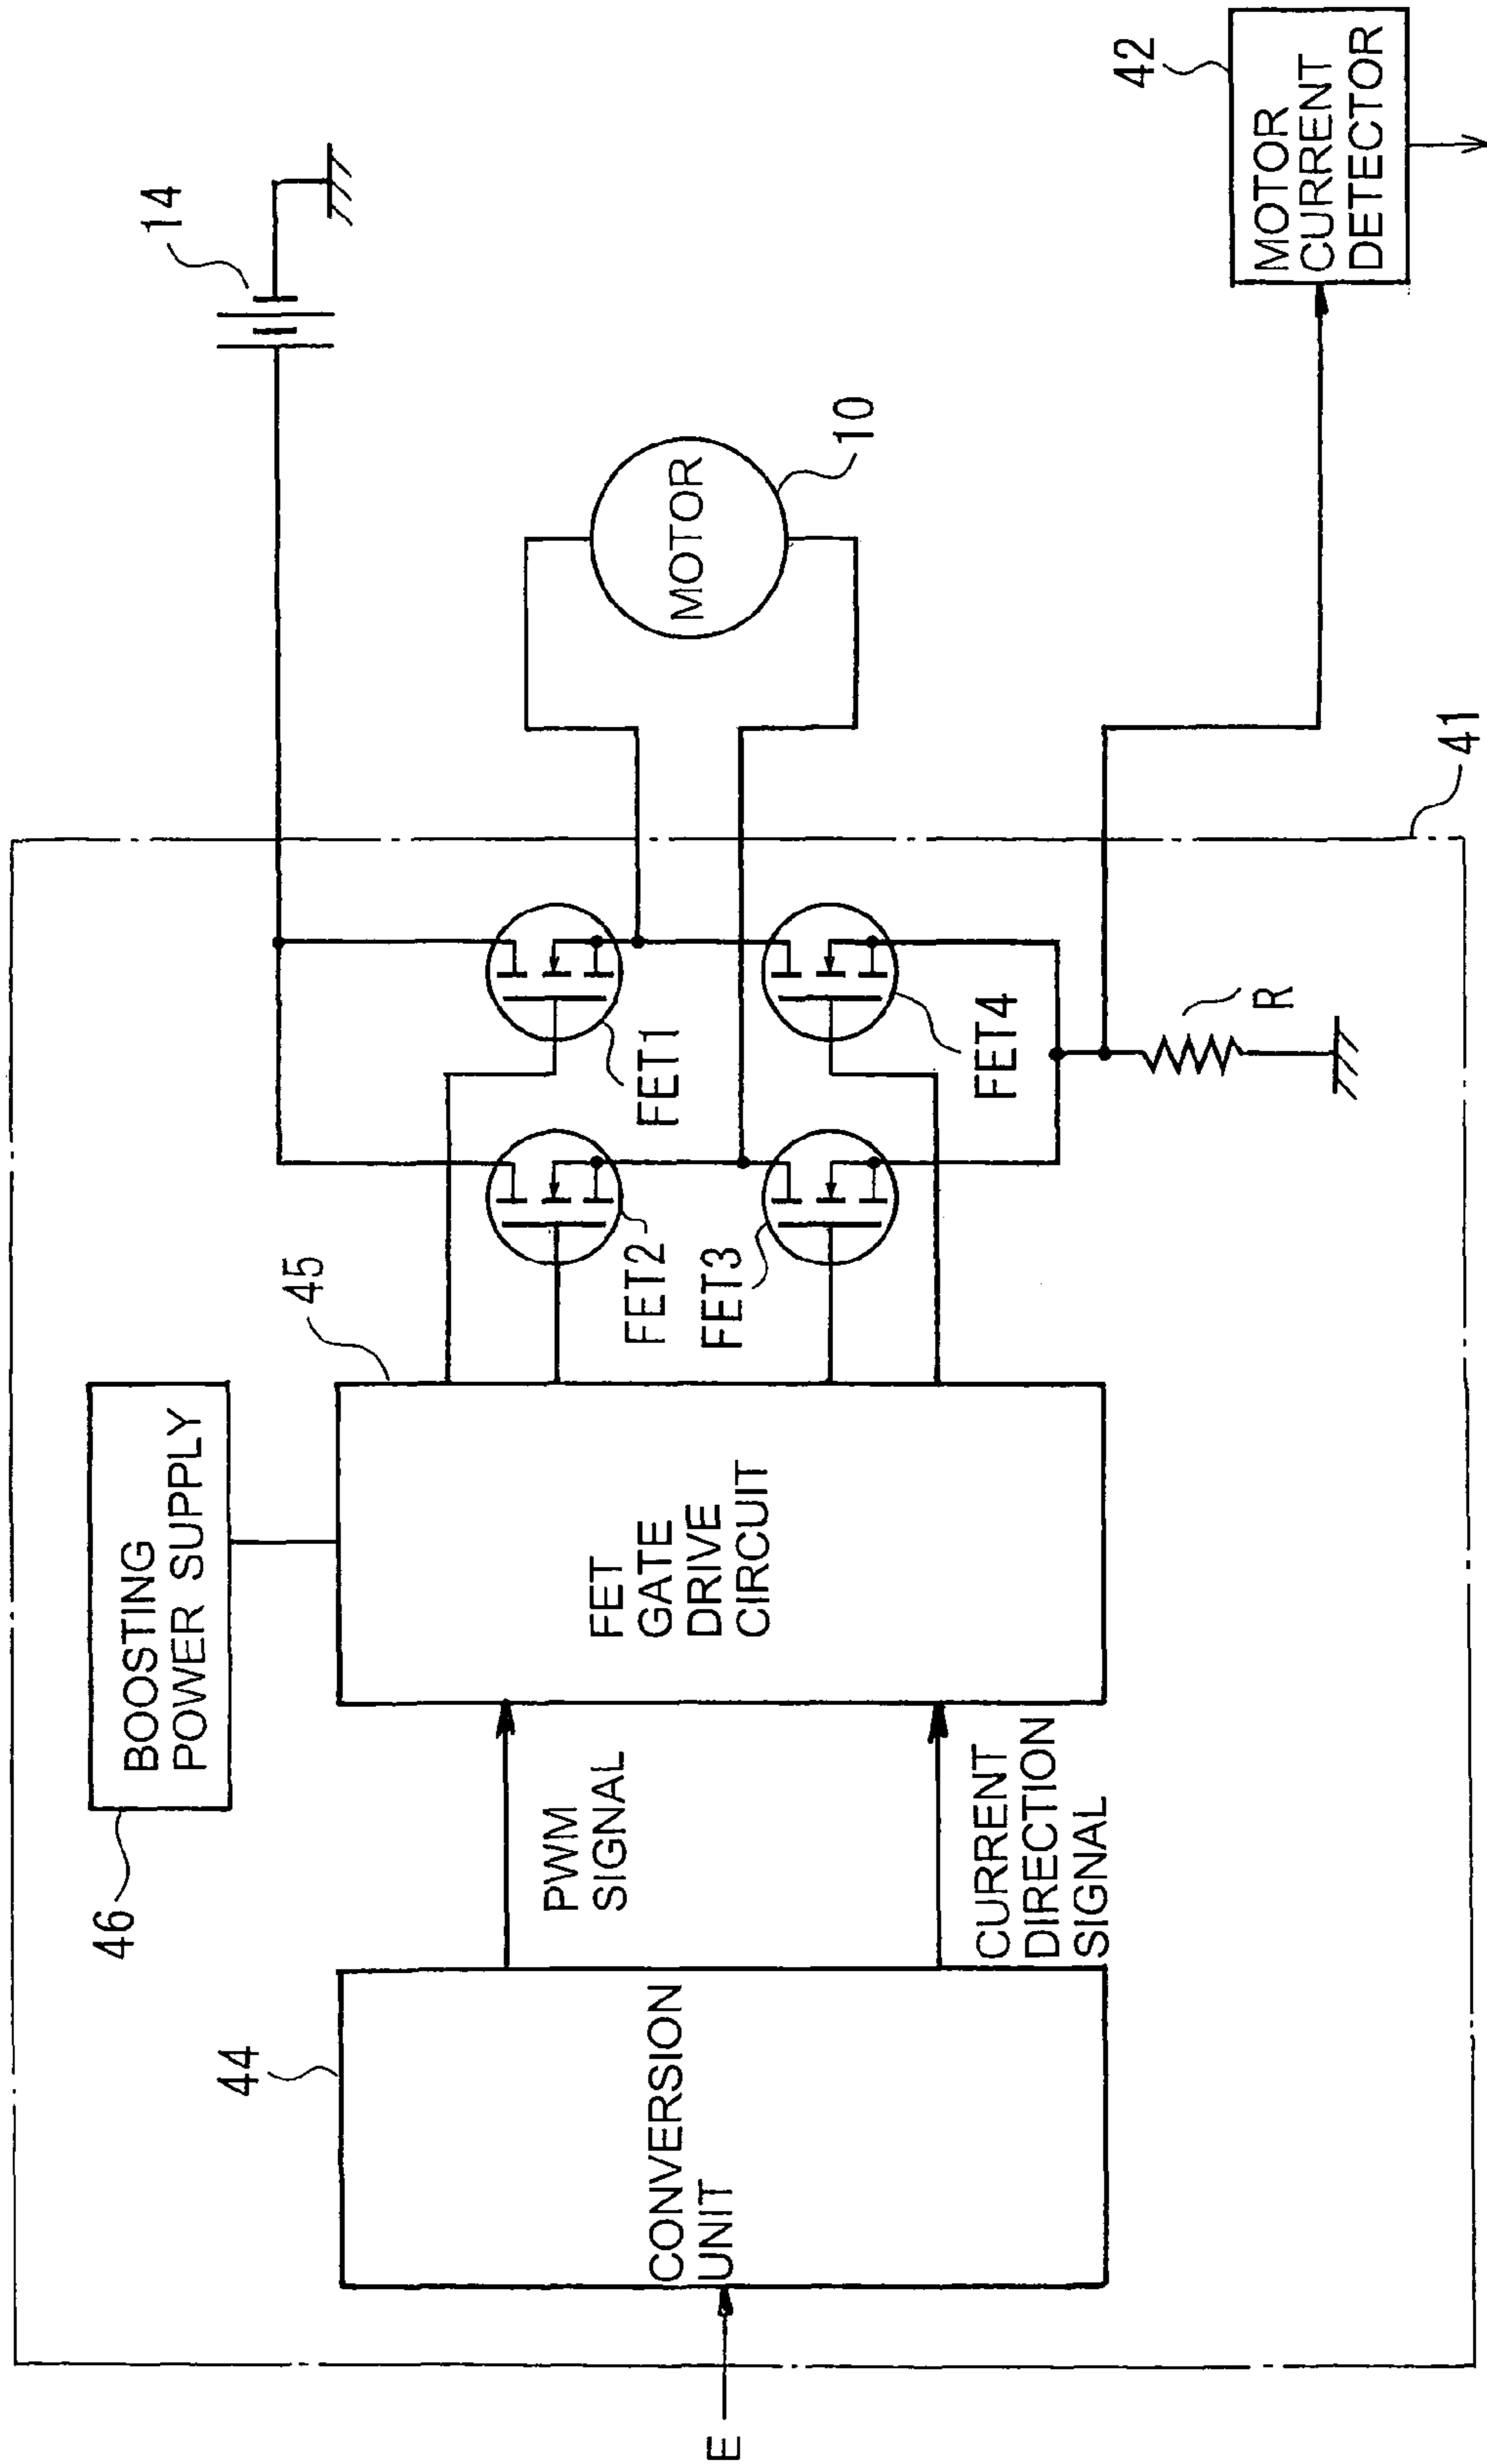 46
BOOSTING
POWER SUPPLY
45
14
44
CONVERSION
UNIT
E
PWM
SIGNAL
CURRENT
DIRECTION
SIGNAL
FET
GATE
DRIVE
CIRCUIT
FET2
FET1
FET3
FET4
MOTOR
10
R
41
42
MOTOR
CURRENT
DETECTOR